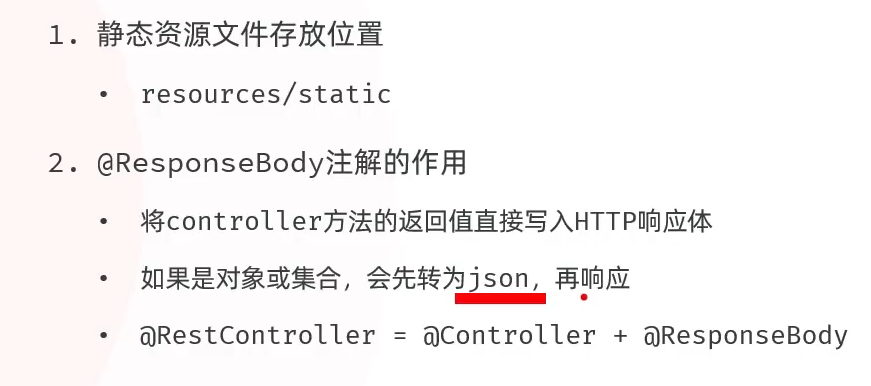 1. 静态资源文件存放位置
• resources/static
2. @ResponseBody注解的作用
• 将controller方法的返回值直接写入HTTP响应体
• 如果是对象或集合，会先转为json，再响应
• @RestController = @Controller + @ResponseBody